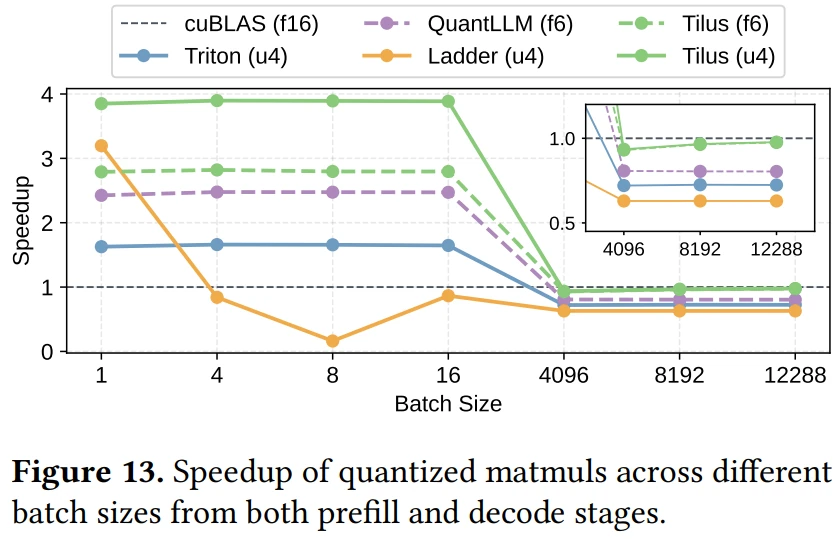 cuBLAS (f16) QuantLLM (f6) Tilus (f6)
Triton (u4) Ladder (u4) Tilus (u4)
4
3
2
1
0
Speedup
1.0
0.5
4096 8192 12288
1 4 8 16 4096 8192 12288
Batch Size
Figure 13. Speedup of quantized matmuls across different
batch sizes from both prefill and decode stages.